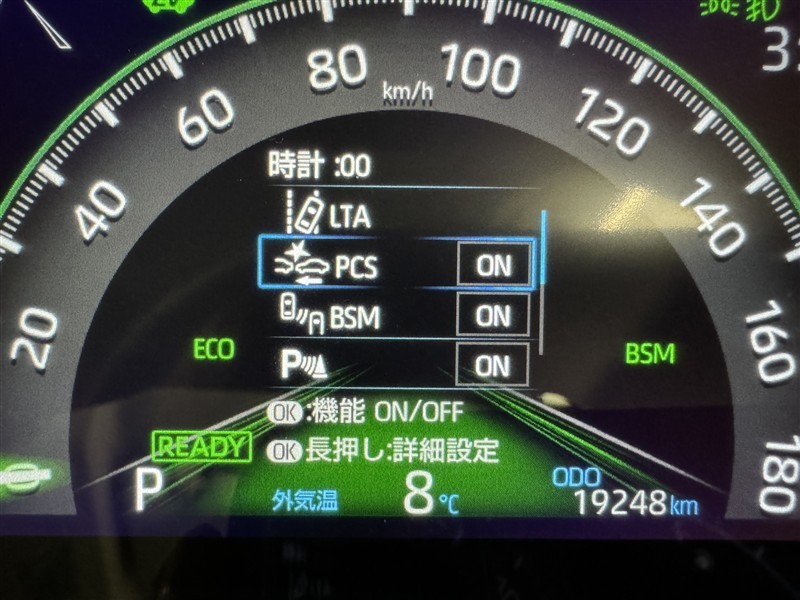 80
100
km/h
60
120
時計 :00
40
LTA
140
PCS ON
20
BSM ON
160
ECO
BSM
P ON
OK:機能 ON/OFF
READY
OK長押し:詳細設定
180
P
外気温 8℃
ODO
19248km